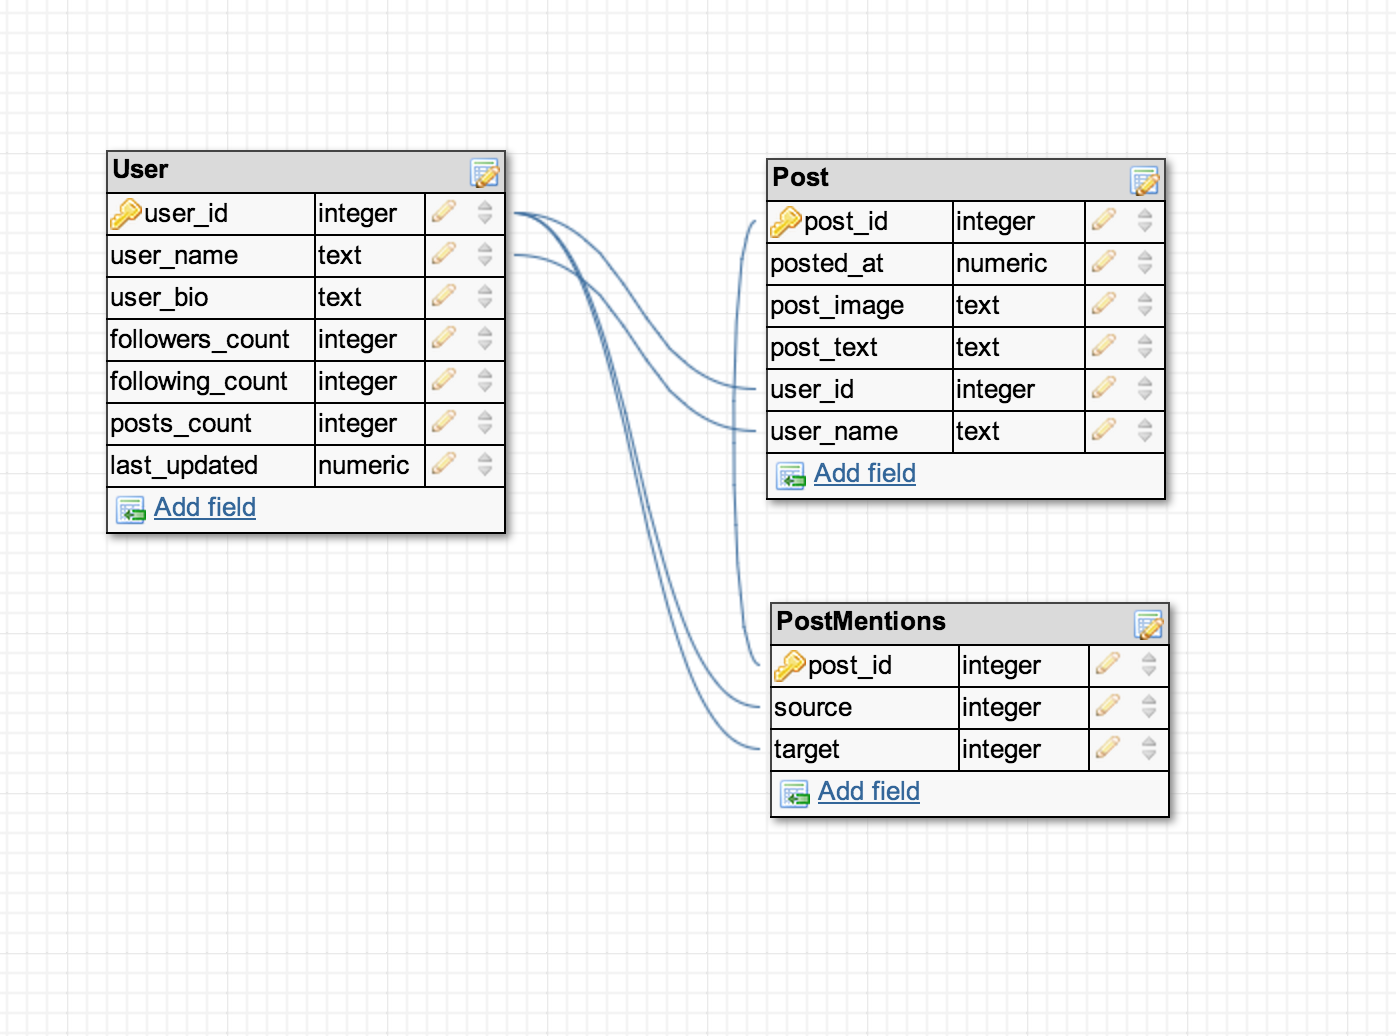 User
user_id integer
user_name text
user_bio text
followers_count integer
following_count integer
posts_count integer
last_updated numeric
Add field
Post
post_id integer
posted_at numeric
post_image text
post_text text
user_id integer
user_name text
Add field
PostMentions
post_id integer
source integer
target integer
Add field